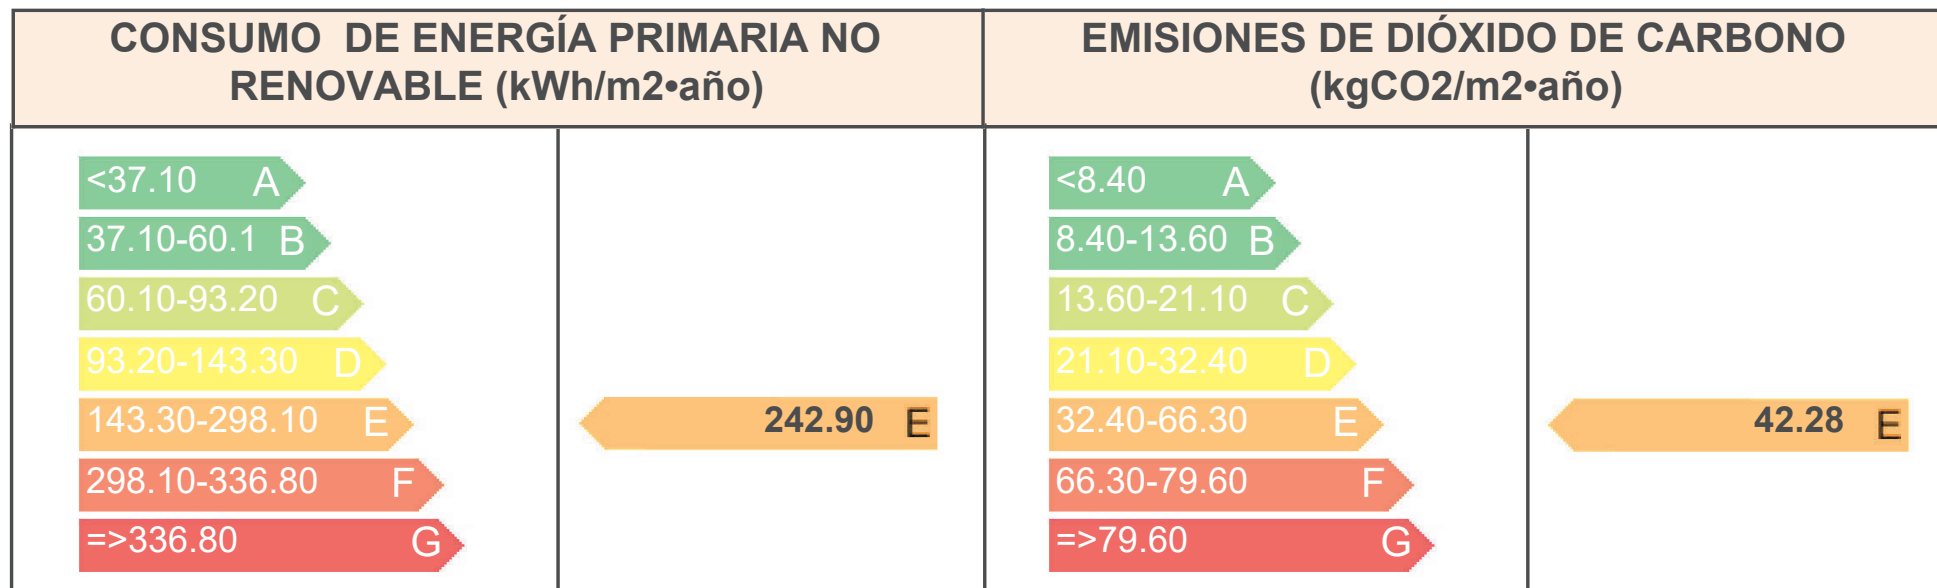 CONSUMO DE ENERGÍA PRIMARIA NO
RENOVABLE (kWh/m2•año)
EMISIONES DE DIÓXIDO DE CARBONO
(kgCO2/m2•año)
<37.10 A
37.10-60.1 B
60.10-93.20 C
93.20-143.30 D
143.30-298.10 E
298.10-336.80 F
=>336.80 G
242.90 E
<8.40 A
8.40-13.60 B
13.60-21.10 C
21.10-32.40 D
32.40-66.30 E
66.30-79.60 F
=>79.60 G
42.28 E